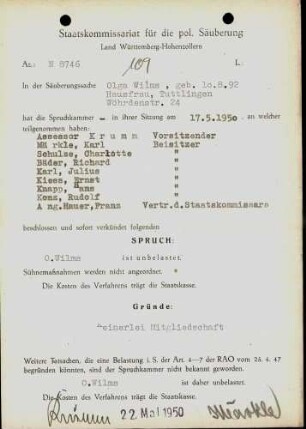 Staatskommissariat für die pol. Säuberung
Land Württemberg-Hohenzollern
Az.: N 8746 109 L.
In der Säuberungssache Olga Wilms , geb. 10.8.92
Hausfrau, Tuttlingen
Wöhrdenstr. 24
hat die Spruchkammer — in ihrer Sitzung am 17.5.1950. an welcher
teilgenommen haben:
Assessor K r u m m Vorsitzender
Märkle, Karl Beisitzer
Schulse, Charlotte "
Bäder, Richard "
Karl, Julius "
Kiess, Ernst "
Knapp, Hans "
Konz, Rudolf "
Ang.Hauer,Franz Vertr.d.Staatskommissars
beschlossen und sofort verkündet folgenden
SPRUCH:
O.Wilms ist unbelastet.
Sühnemaßnahmen werden nicht angeordnet.
Die Kosten des Verfahrens trägt die Staatskasse.
Gründe:
Keinerlei Mitgliedschaft
Weitere Tatsachen, die eine Belastung i. S. der Art. 4—7 der RAO vom 25. 4. 47
begründen könnten, sind der Spruchkammer nicht bekannt geworden.
O.Wilms ist daher unbelastet.
Die Kosten des Verfahrens trägt die Staatskasse.
Krumm 22 Mai 1950 Märkle